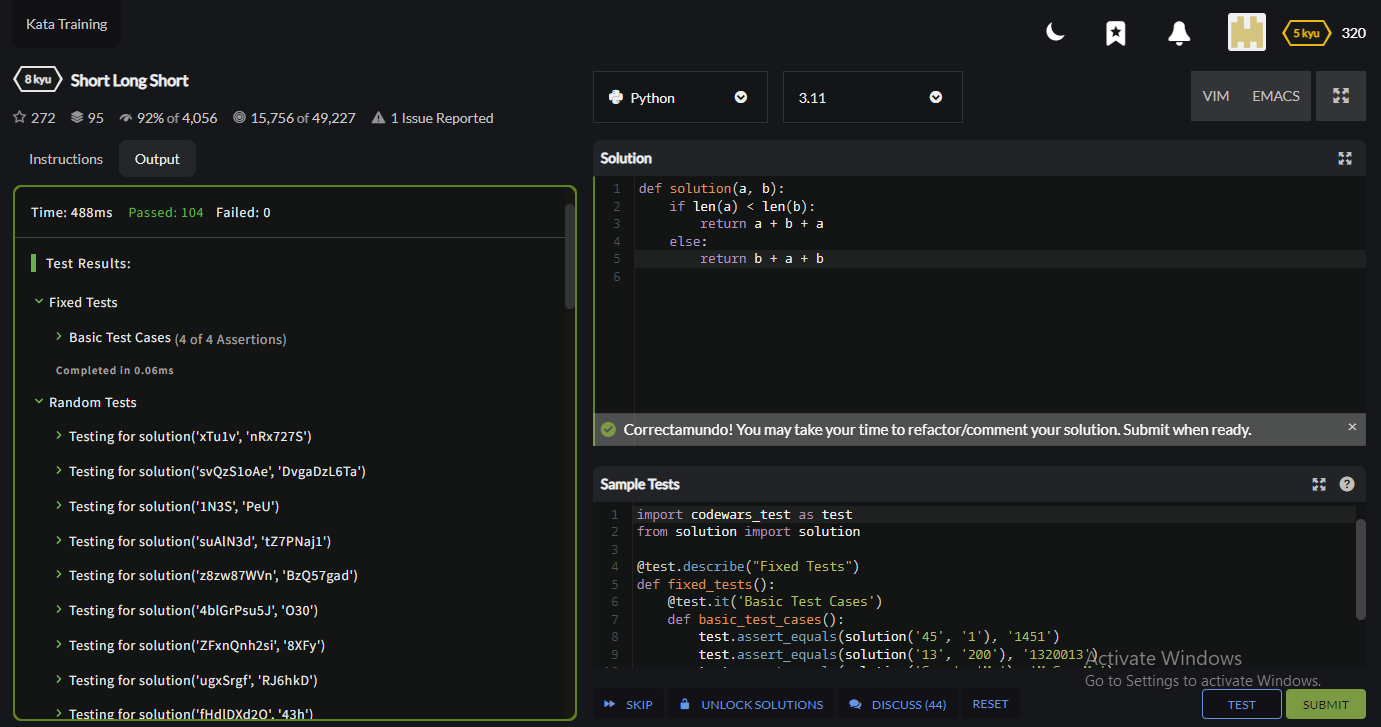 Kata Training
5 kyu 320
8 kyu Short Long Short
272 95 92% of 4,056 15,756 of 49,227 1 Issue Reported
Python 3.11 VIM EMACS
Instructions Output
Time: 488ms Passed: 104 Failed: 0
Test Results:
Fixed Tests
Basic Test Cases (4 of 4 Assertions)
Completed in 0.06ms
Random Tests
Testing for solution('xTu1v', 'nRx727S')
Testing for solution('svQzS1oAe', 'DvgaDzL6Ta')
Testing for solution('1N3S', 'PeU')
Testing for solution('suAlN3d', 'tZ7PNaj1')
Testing for solution('z8zw87WVn', 'BzQ57gad')
Testing for solution('4blGrPsu5J', 'O30')
Testing for solution('ZFxnQnh2si', '8XFy')
Testing for solution('ugxSrgf', 'RJ6hkD')
Testing for solution('fHdlDXd2O', '43h')
Solution
1 def solution(a, b):
2 if len(a) < len(b):
3 return a + b + a
4 else:
5 return b + a + b
6
Correctamundo! You may take your time to refactor/comment your solution. Submit when ready.
Sample Tests
1 import codewars_test as test
2 from solution import solution
3
4 @test.describe("Fixed Tests")
5 def fixed_tests():
6 @test.it('Basic Test Cases')
7 def basic_test_cases():
8 test.assert_equals(solution('45', '1'), '1451')
9 test.assert_equals(solution('13', '200'), '1320013')
Activate Windows
Go to Settings to activate Windows.
SKIP UNLOCK SOLUTIONS DISCUSS (44) RESET TEST SUBMIT